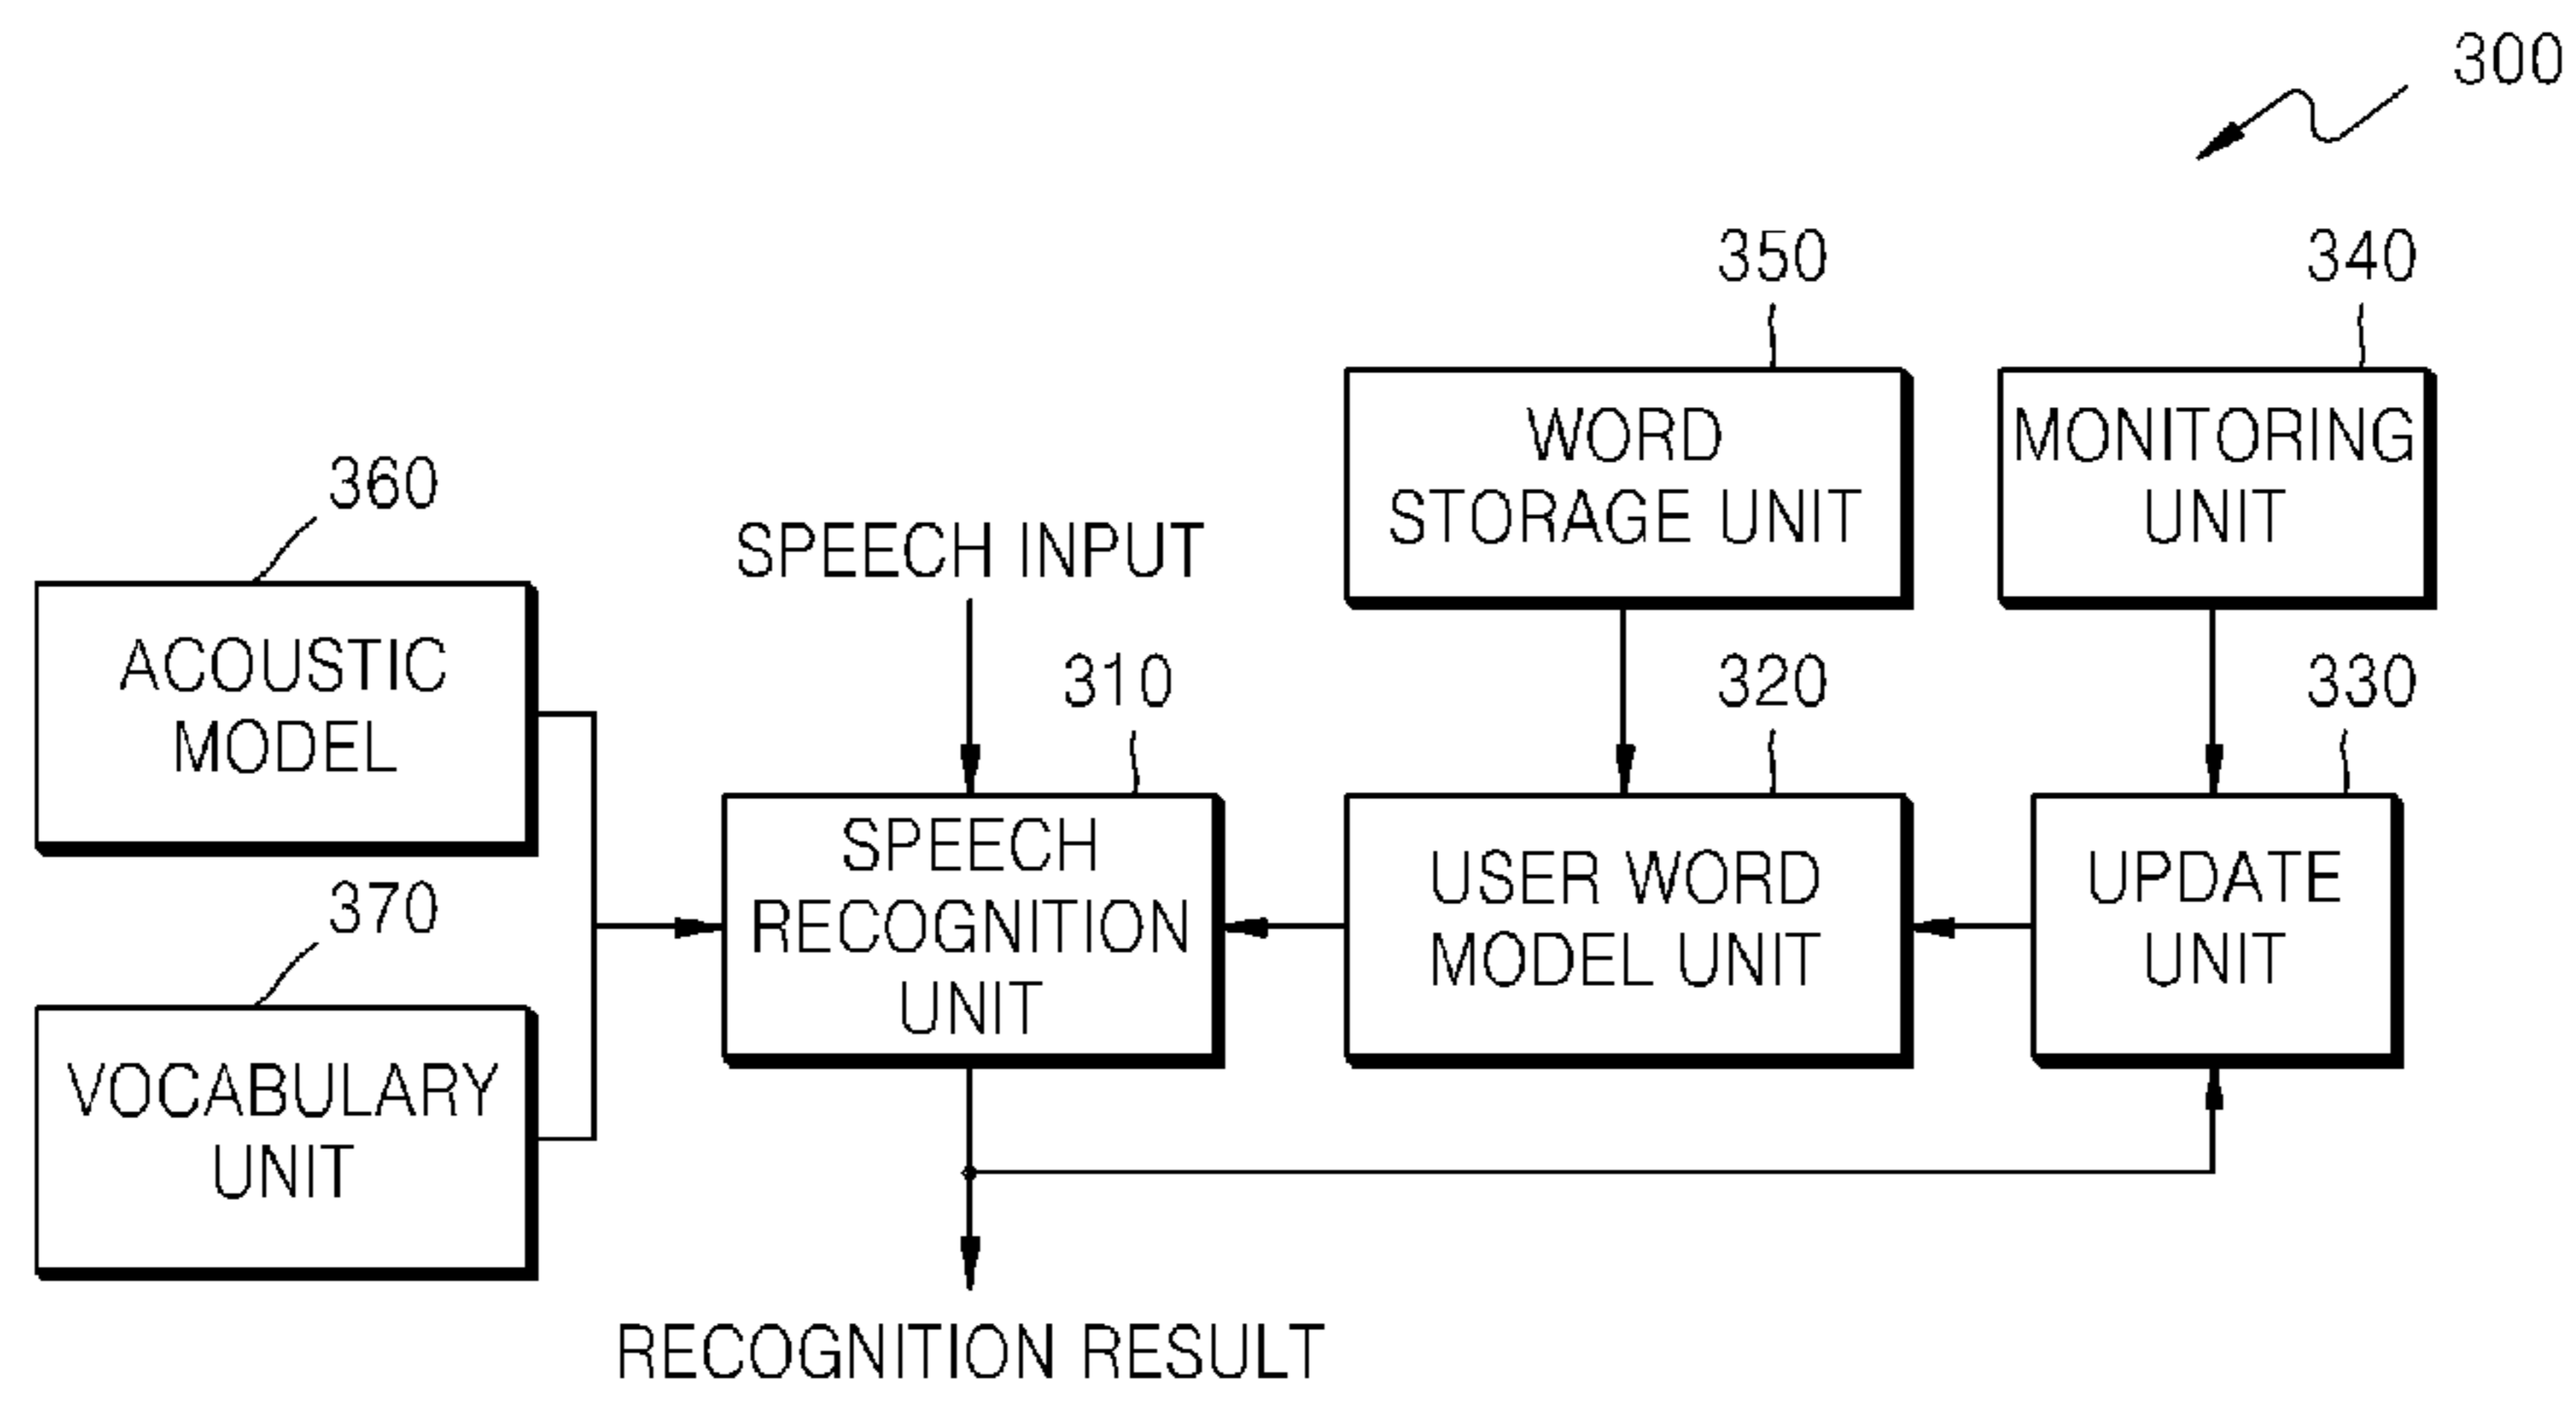 300
350
340
WORD
STORAGE UNIT
MONITORING
UNIT
360
SPEECH INPUT
ACOUSTIC
MODEL
310
320
330
SPEECH
RECOGNITION
UNIT
USER WORD
MODEL UNIT
UPDATE
UNIT
370
VOCABULARY
UNIT
RECOGNITION RESULT